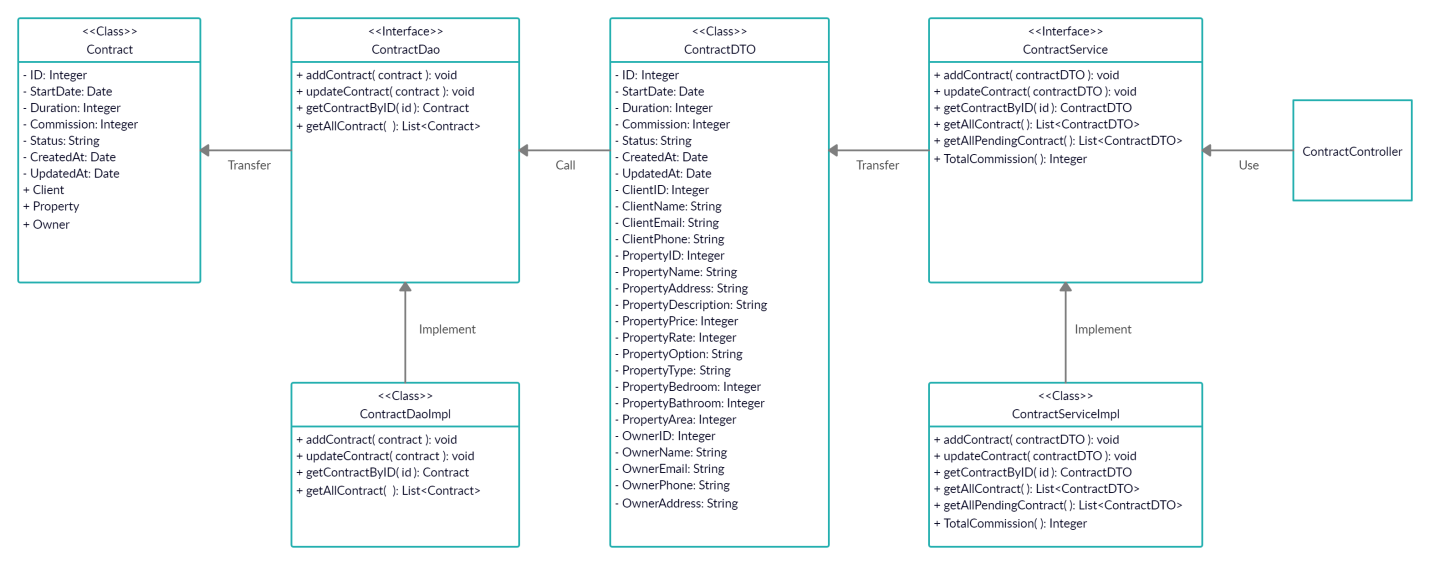 <<Class>>
Contract
- ID: Integer
- StartDate: Date
- Duration: Integer
- Commission: Integer
- Status: String
- CreatedAt: Date
- UpdatedAt: Date
+ Client
+ Property
+ Owner
Transfer
<<Interface>>
ContractDao
+ addContract( contract ): void
+ updateContract( contract ): void
+ getContractByID( id ): Contract
+ getAllContract(  ): List<Contract>
Implement
<<Class>>
ContractDaoImpl
+ addContract( contract ): void
+ updateContract( contract ): void
+ getContractByID( id ): Contract
+ getAllContract(  ): List<Contract>
Call
<<Class>>
ContractDTO
- ID: Integer
- StartDate: Date
- Duration: Integer
- Commission: Integer
- Status: String
- CreatedAt: Date
- UpdatedAt: Date
- ClientID: Integer
- ClientName: String
- ClientEmail: String
- ClientPhone: String
- PropertyID: Integer
- PropertyName: String
- PropertyAddress: String
- PropertyDescription: String
- PropertyPrice: Integer
- PropertyRate: Integer
- PropertyOption: String
- PropertyType: String
- PropertyBedroom: Integer
- PropertyBathroom: Integer
- PropertyArea: Integer
- OwnerID: Integer
- OwnerName: String
- OwnerEmail: String
- OwnerPhone: String
- OwnerAddress: String
Transfer
<<Interface>>
ContractService
+ addContract( contractDTO ): void
+ updateContract( contractDTO ): void
+ getContractByID( id ): ContractDTO
+ getAllContract( ): List<ContractDTO>
+ getAllPendingContract( ): List<ContractDTO>
+ TotalCommission( ): Integer
Implement
<<Class>>
ContractServiceImpl
+ addContract( contractDTO ): void
+ updateContract( contractDTO ): void
+ getContractByID( id ): ContractDTO
+ getAllContract( ): List<ContractDTO>
+ getAllPendingContract( ): List<ContractDTO>
+ TotalCommission( ): Integer
Use
ContractController